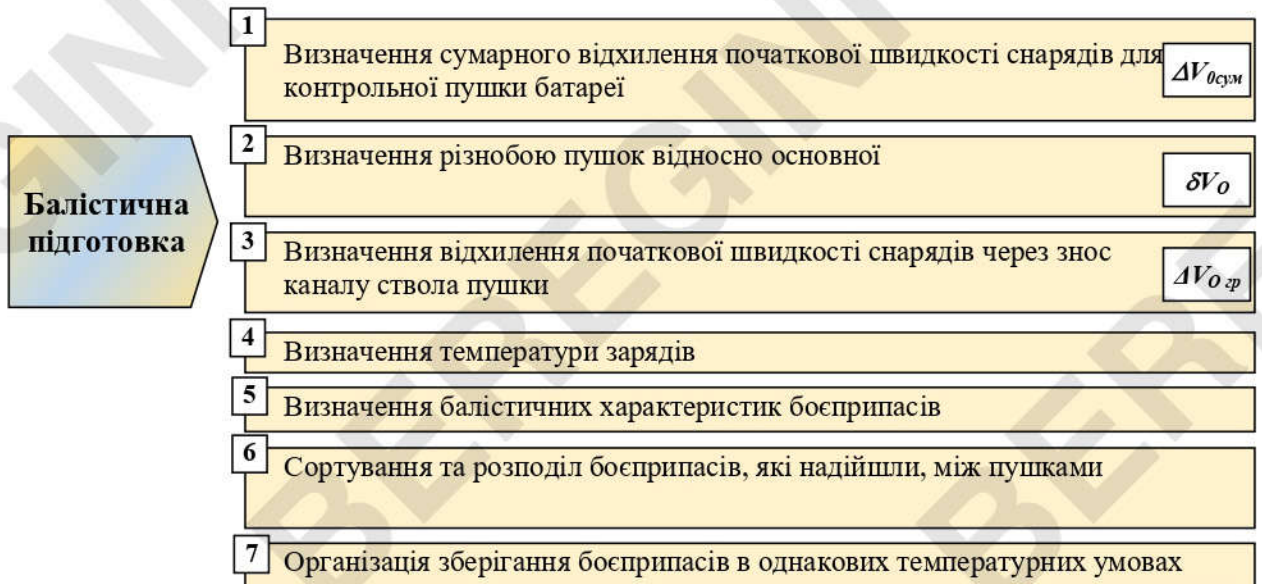 1
Визначення сумарного відхилення початкової швидкості снарядів для
контрольної пушки батареї
ΔV0сум
2
Визначення різнобою пушок відносно основної
δVO
Балістична
підготовка
3
Визначення відхилення початкової швидкості снарядів через знос
каналу ствола пушки
ΔVO гр
4
Визначення температури зарядів
5
Визначення балістичних характеристик боєприпасів
6
Сортування та розподіл боєприпасів, які надійшли, між пушками
7
Організація зберігання боєприпасів в однакових температурних умовах
BEREGINI